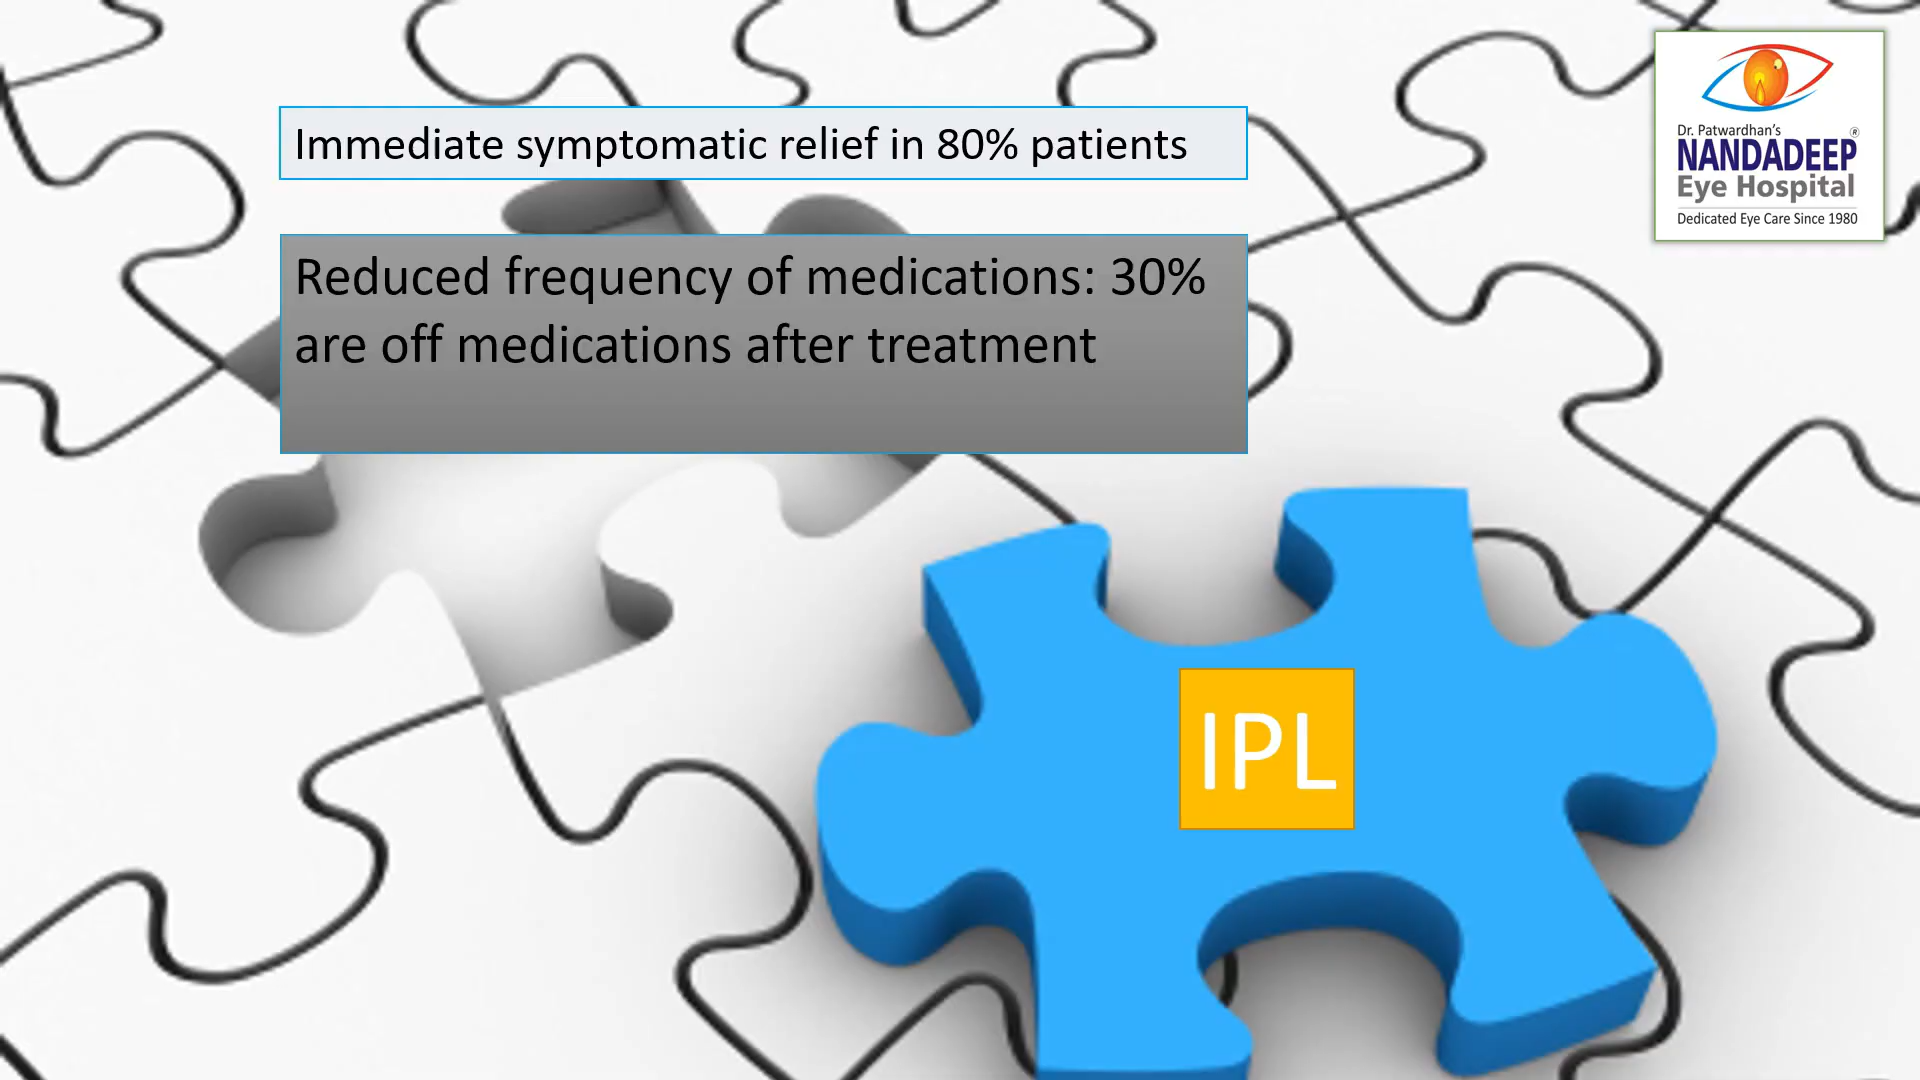 Immediate symptomatic relief in 80% patients
Reduced frequency of medications: 30%
are off medications after treatment
IPL
Dr. Patwardhan's
NANDADEEP®
Eye Hospital
Dedicated Eye Care Since 1980